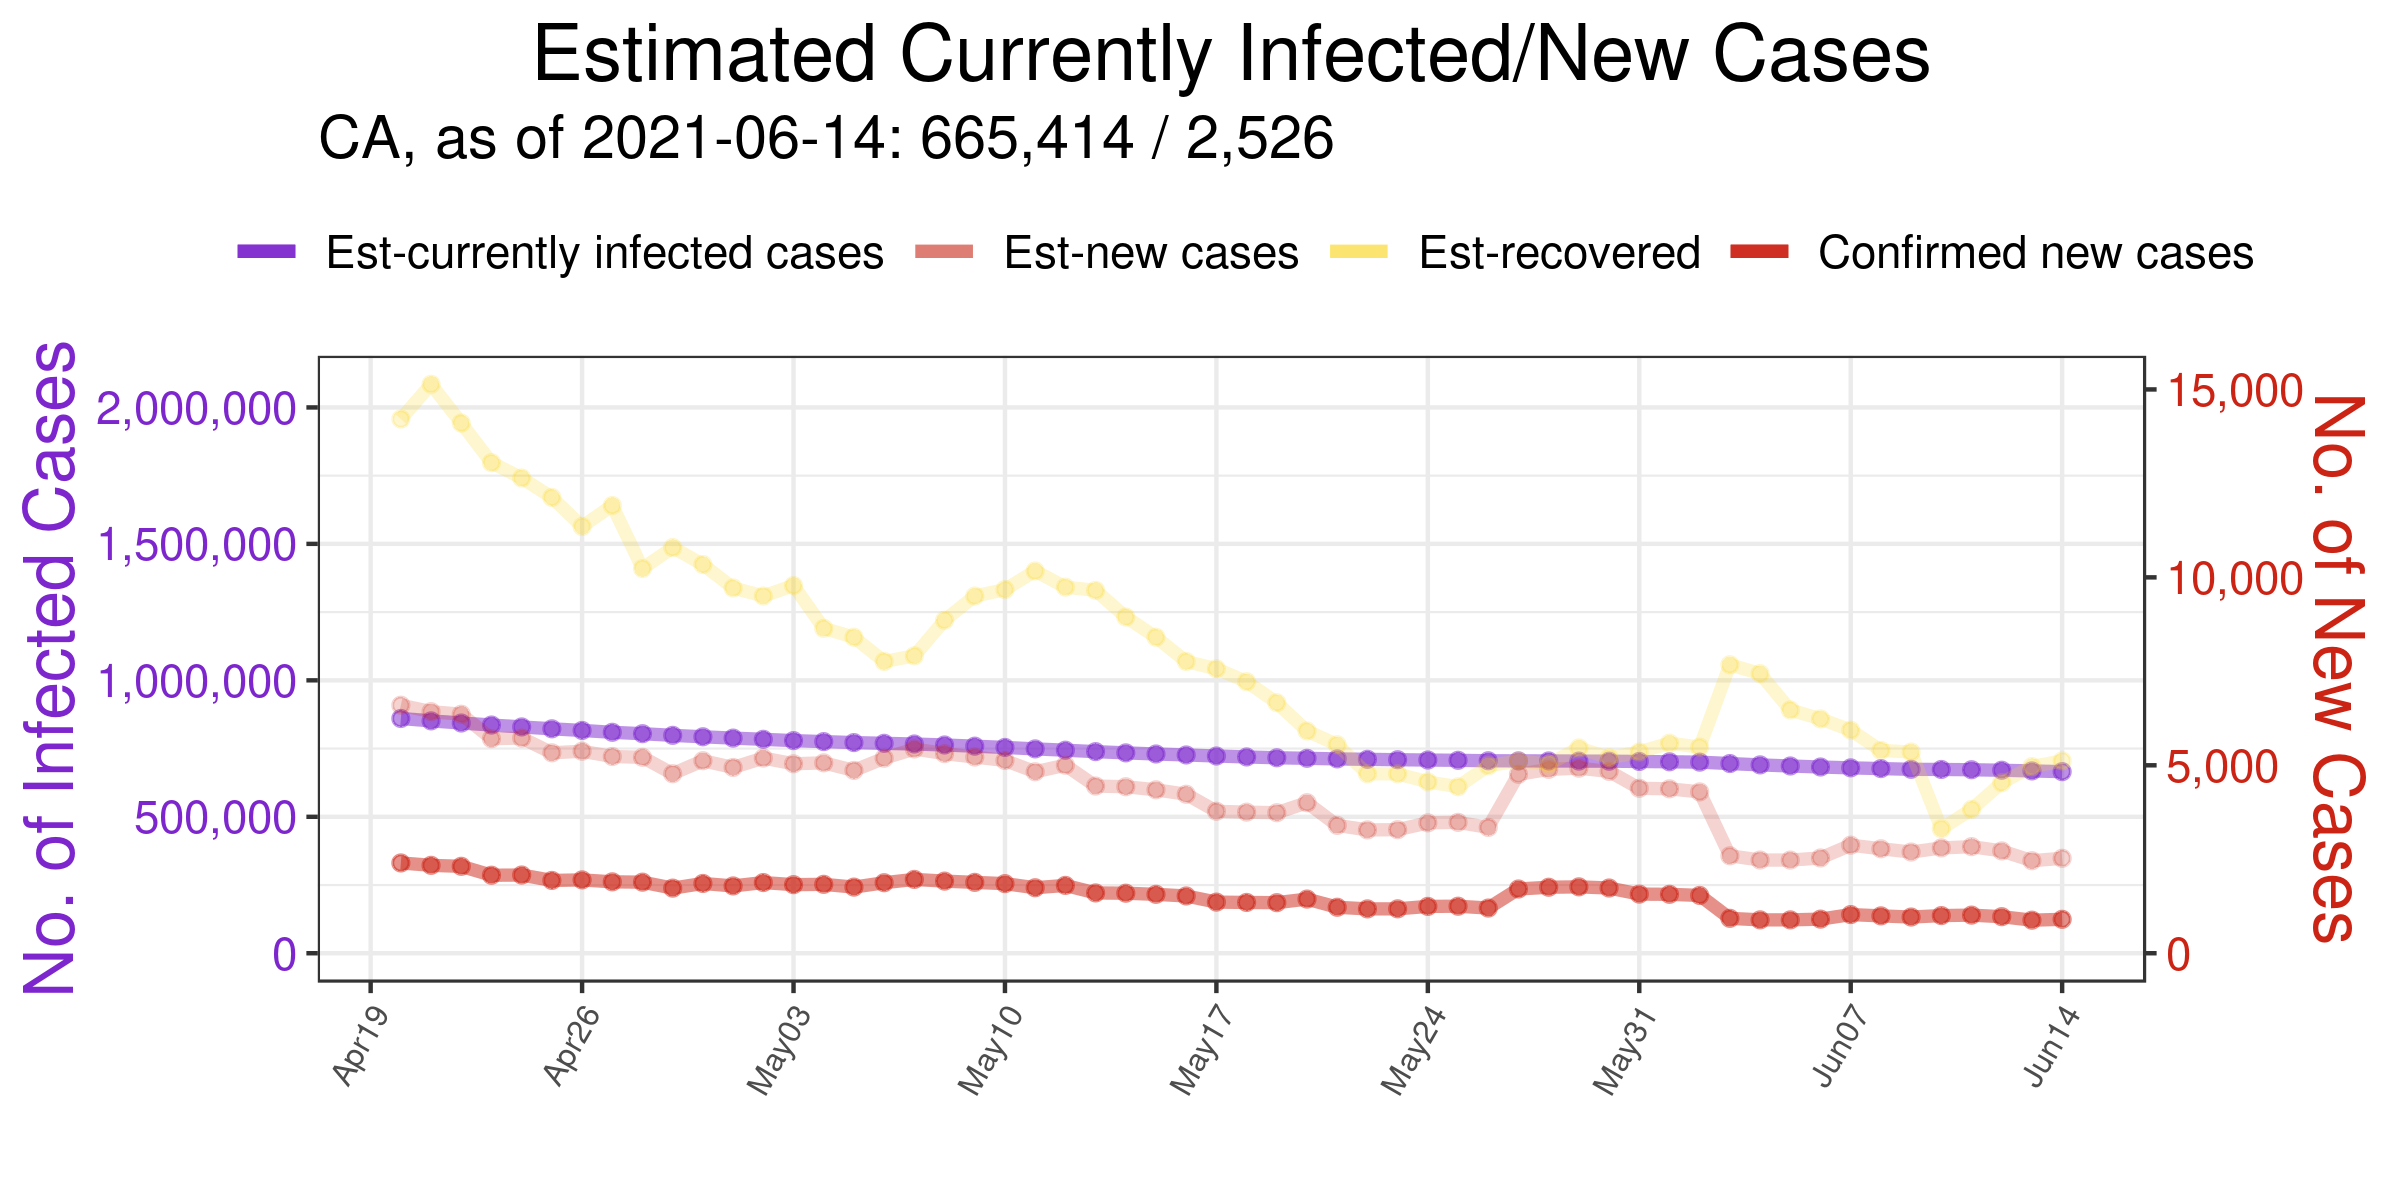 Estimated Currently Infected/New Cases
CA, as of 2021-06-14: 665,414 / 2,526
Est-currently infected cases Est-new cases Est-recovered Confirmed new cases
No. of Infected Cases
2,000,000
1,500,000
1,000,000
500,000
0
15,000
10,000
5,000
0
No. of New Cases
Apr19 Apr26 May03 May10 May17 May24 May31 Jun07 Jun14